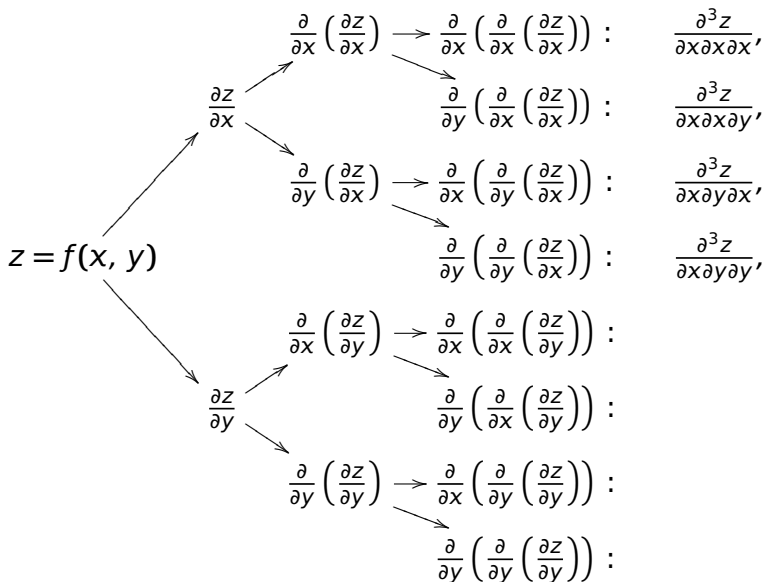 ∂/∂x (∂z/∂x) → ∂/∂x (∂/∂x (∂z/∂x)) : ∂³z/∂x∂x∂x,
∂z/∂x ∂/∂y (∂/∂x (∂z/∂x)) : ∂³z/∂x∂x∂y,
∂/∂y (∂z/∂x) → ∂/∂x (∂/∂y (∂z/∂x)) : ∂³z/∂x∂y∂x,
z = f(x, y) ∂/∂y (∂/∂y (∂z/∂x)) : ∂³z/∂x∂y∂y,
∂/∂x (∂z/∂y) → ∂/∂x (∂/∂x (∂z/∂y)) :
∂z/∂y ∂/∂y (∂/∂x (∂z/∂y)) :
∂/∂y (∂z/∂y) → ∂/∂x (∂/∂y (∂z/∂y)) :
∂/∂y (∂/∂y (∂z/∂y)) :